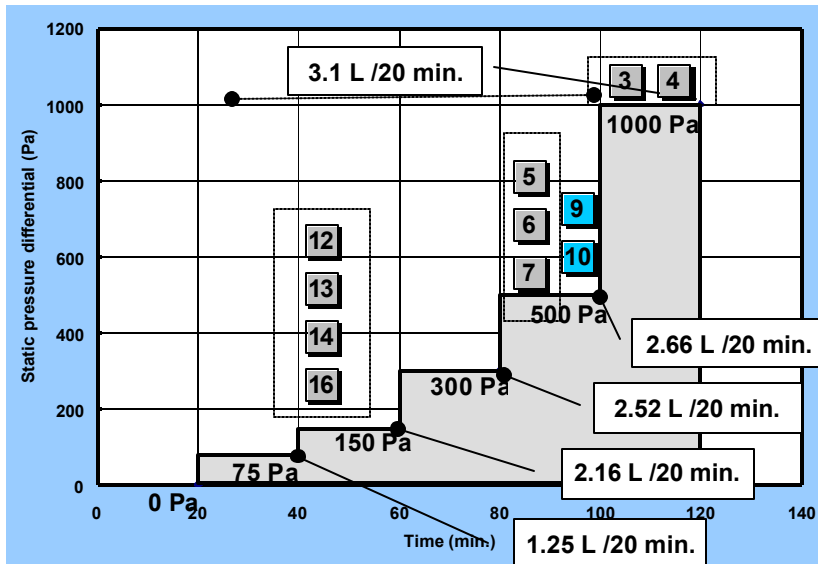 1200
1000
800
600
400
200
0
Static pressure differential (Pa)
3.1 L /20 min.
3
4
1000 Pa
5
6
7
9
10
12
13
14
16
500 Pa
2.66 L /20 min.
300 Pa
2.52 L /20 min.
150 Pa
2.16 L /20 min.
75 Pa
0 Pa
1.25 L /20 min.
0
20
40
60
80
100
120
140
Time (min.)